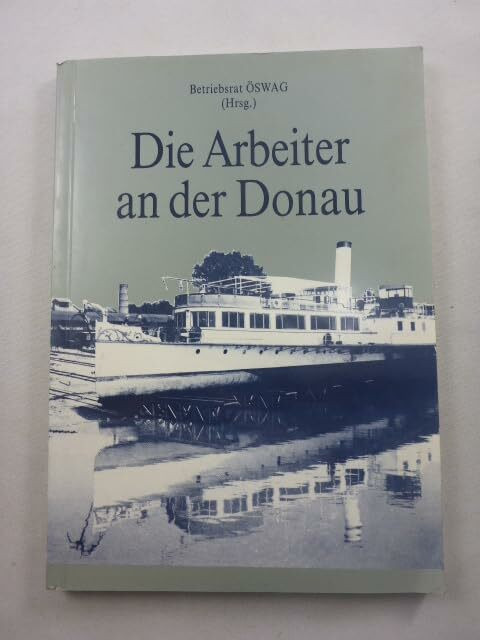 Betriebsrat ÖSWAG
(Hrsg.)
Die Arbeiter
an der Donau